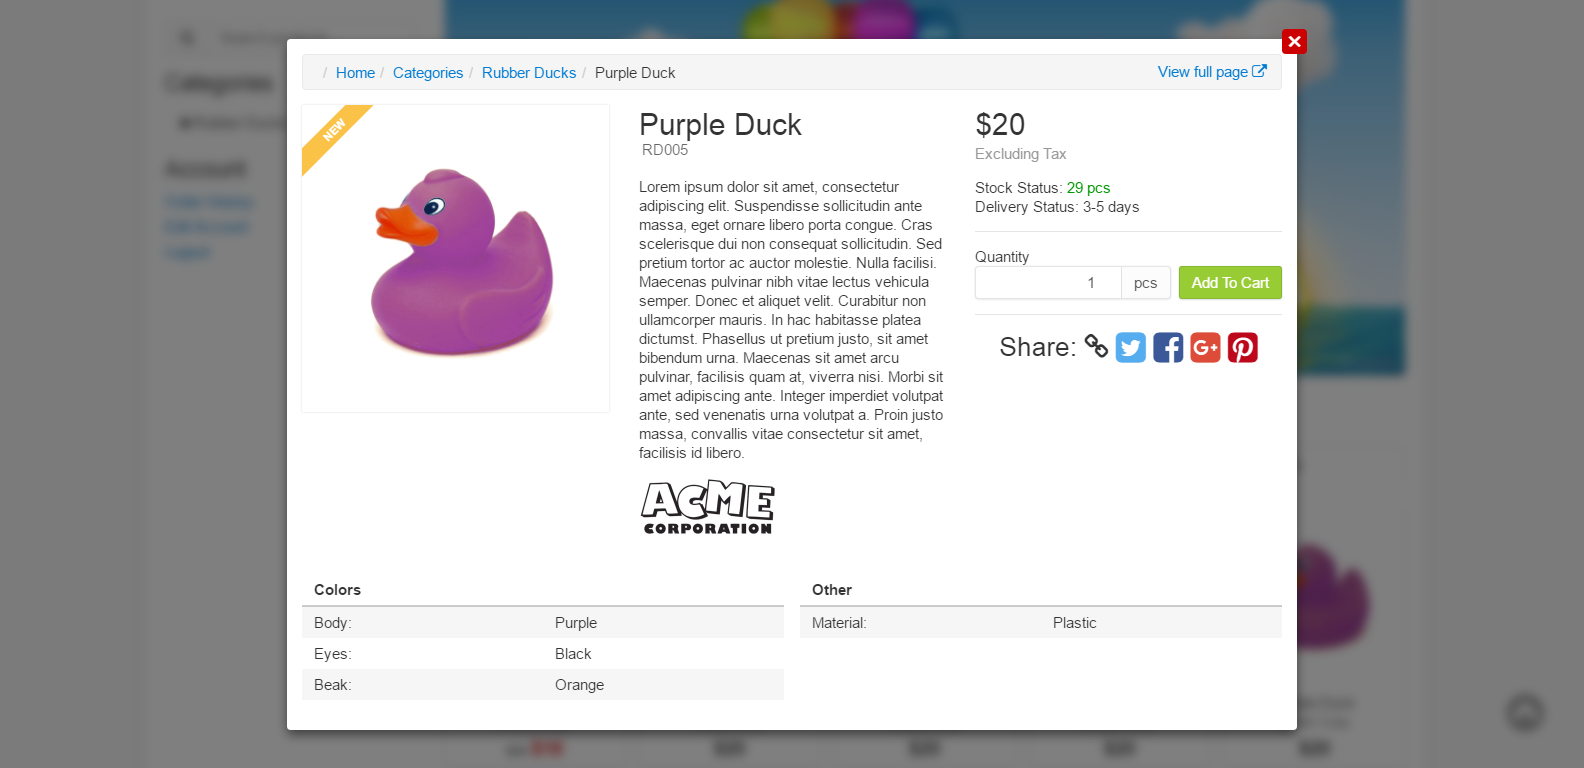 / Home / Categories / Rubber Ducks / Purple Duck
View full page
NEW
Purple Duck
RD005
Lorem ipsum dolor sit amet, consectetur
adipiscing elit. Suspendisse sollicitudin ante
massa, eget ornare libero porta congue. Cras
scelerisque dui non consequat sollicitudin. Sed
pretium tortor ac auctor molestie. Nulla facilisi.
Maecenas pulvinar nibh vitae lectus vehicula
semper. Donec et aliquet velit. Curabitur non
ullamcorper mauris. In hac habitasse platea
dictumst. Phasellus ut pretium justo, sit amet
bibendum urna. Maecenas sit amet arcu
pulvinar, facilisis quam at, viverra nisi. Morbi sit
amet adipiscing ante. Integer imperdiet volutpat
ante, sed venenatis urna volutpat a. Proin justo
massa, convallis vitae consectetur sit amet,
facilisis id libero.
ACME
CORPORATION
$20
Excluding Tax
Stock Status: 29 pcs
Delivery Status: 3-5 days
Quantity
1 pcs Add To Cart
Share:
Colors
Body: Purple
Eyes: Black
Beak: Orange
Other
Material: Plastic
Categories
Account